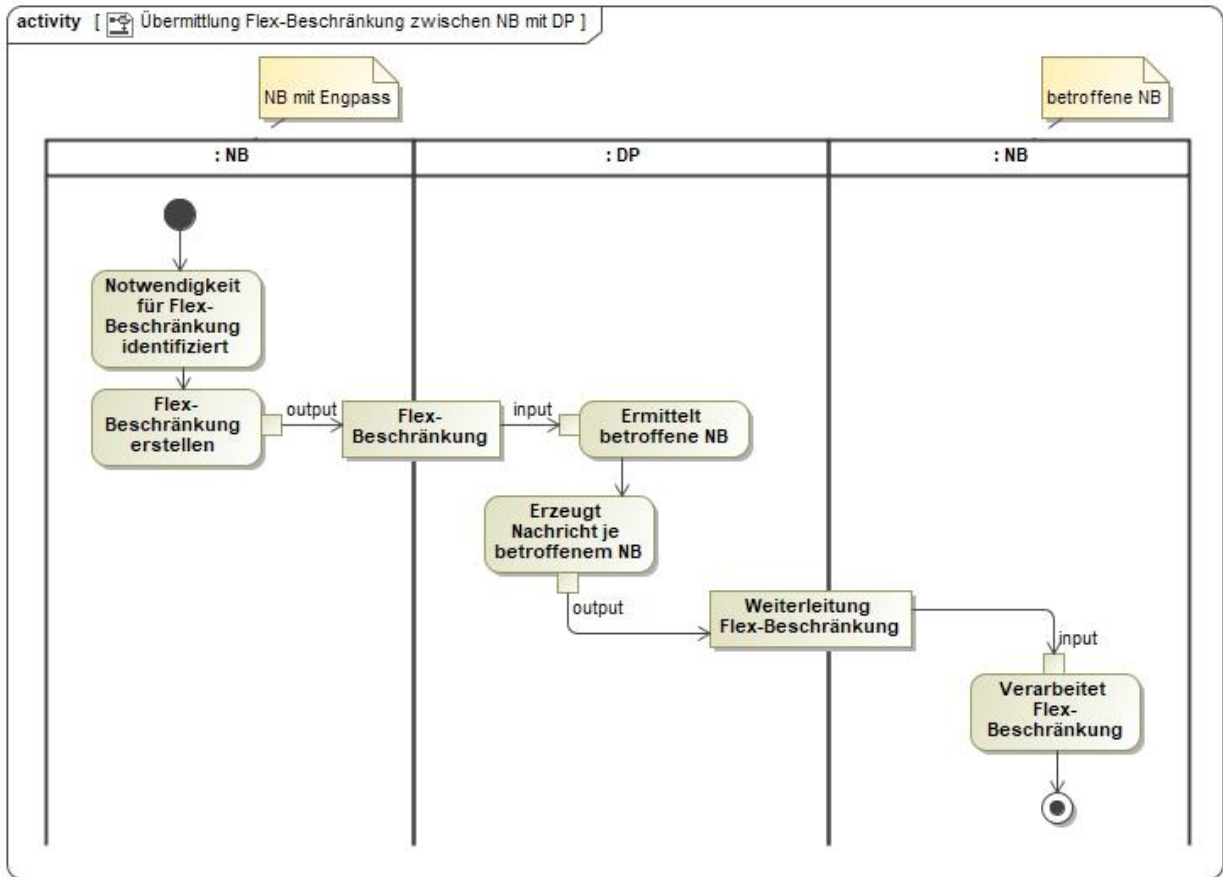 activity [ Übermittlung Flex-Beschränkung zwischen NB mit DP ]
NB mit Engpass
betroffene NB
: NB
: DP
: NB
Notwendigkeit
für Flex-
Beschränkung
identifiziert
Flex-
Beschränkung
erstellen
output
Flex-
Beschränkung
input
Ermittelt
betroffene NB
Erzeugt
Nachricht je
betroffenem NB
output
Weiterleitung
Flex-Beschränkung
input
Verarbeitet
Flex-
Beschränkung